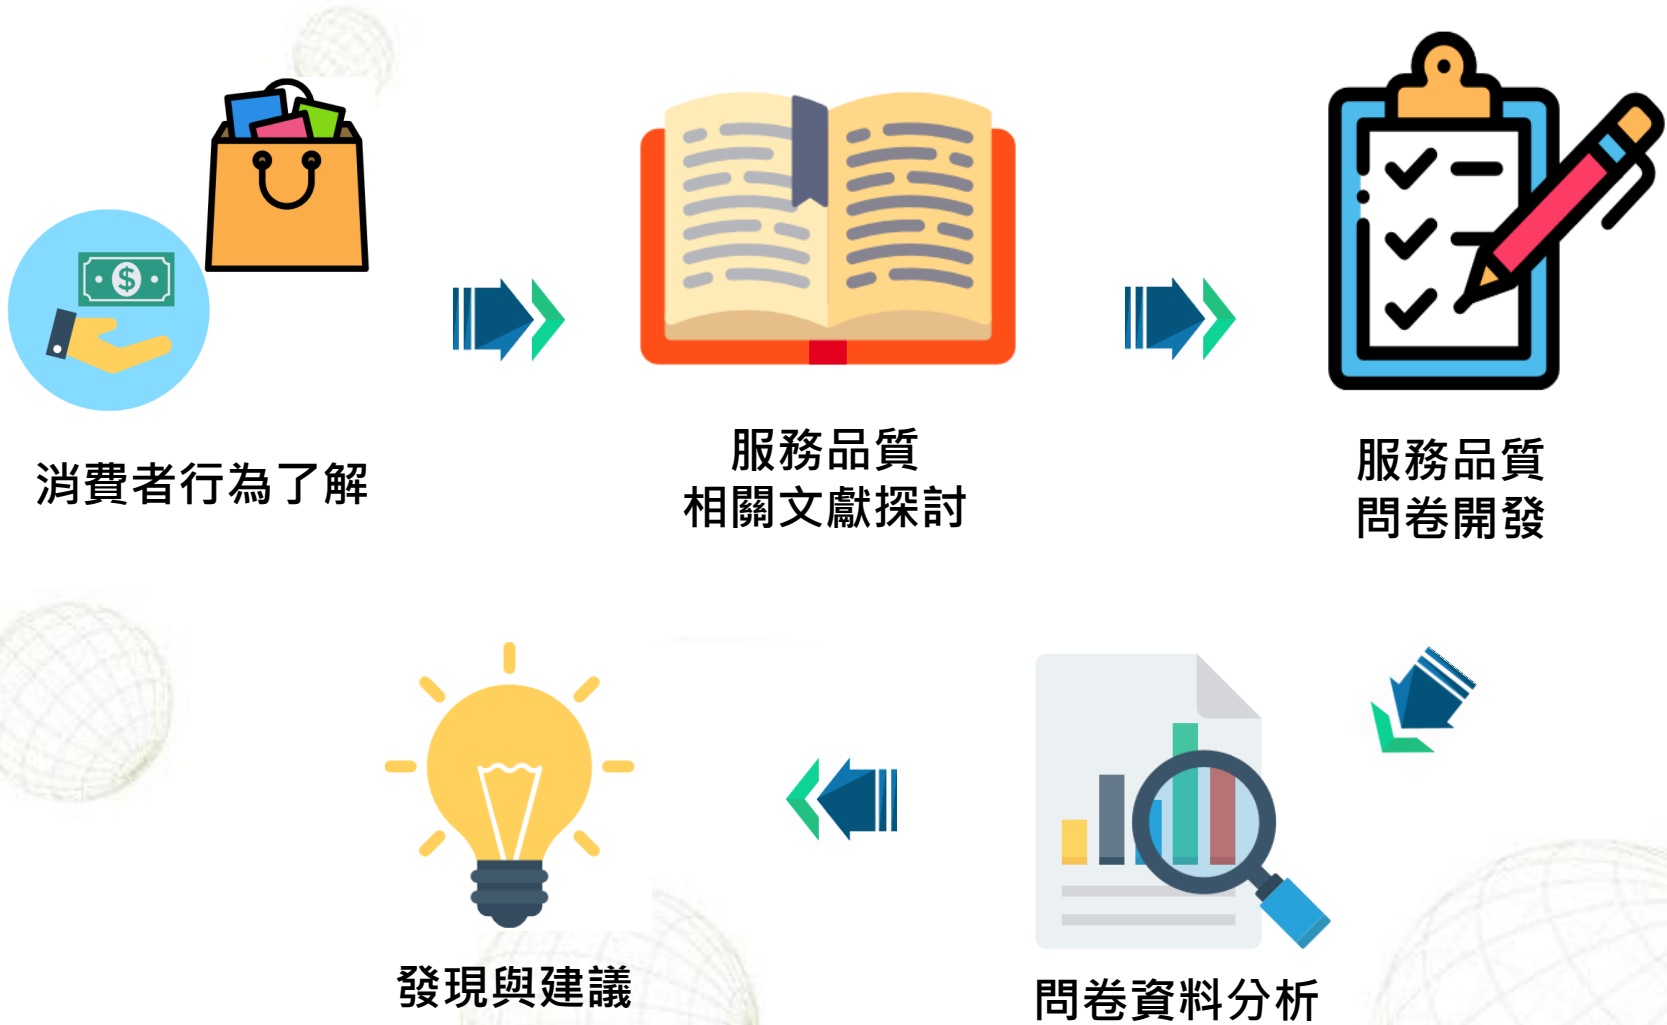 消費者行為了解
服務品質
相關文獻探討
服務品質
問卷開發
問卷資料分析
發現與建議